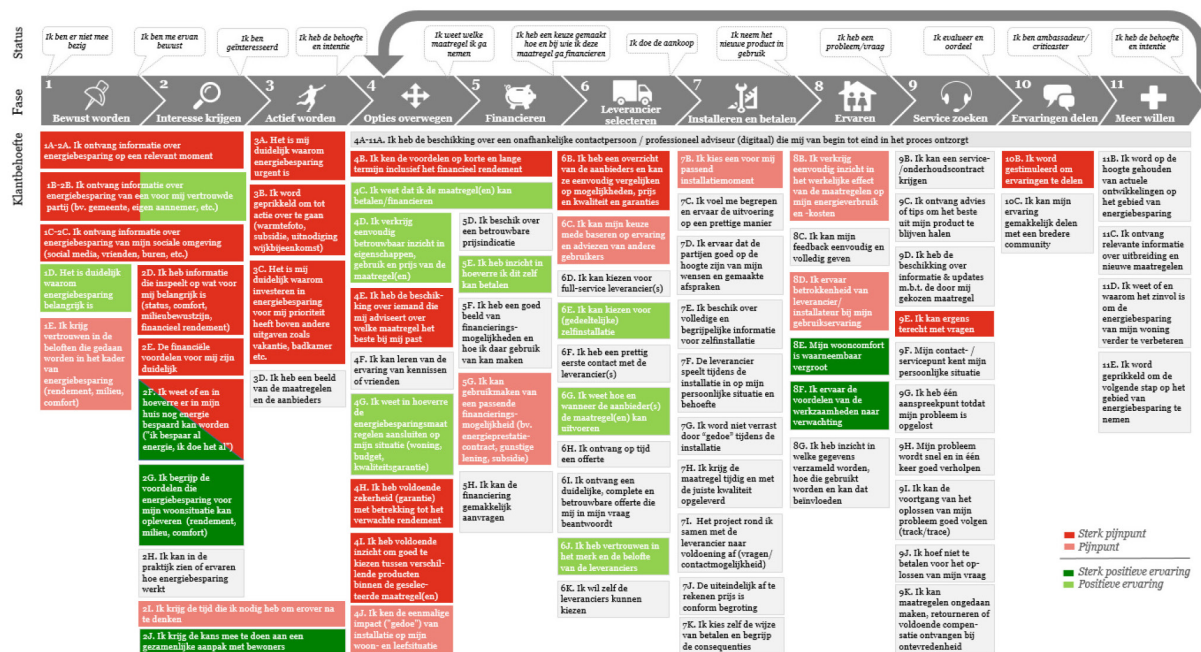 Status
Ik ben er niet mee
bezig
Ik ben me ervan
bewust
Ik ben
geïnteresseerd
Ik heb de behoefte
en intentie
Ik weet welke
maatregel ik ga
nemen
Ik heb een keuze gemaakt
hoe en bij wie ik deze
maatregel ga financieren
Ik doe de aankoop
Ik neem het
nieuwe product in
gebruik
Ik heb een
probleem/vraag
Ik evalueer en
oordeel
Ik ben ambassadeur/
criticaster
Ik heb de behoefte
en intentie
Fase
1
Bewust worden
2
Interesse krijgen
3
Actief worden
4
Opties overwegen
5
Financieren
6
Leverancier
selecteren
7
Installeren en betalen
8
Ervaren
9
Service zoeken
10
Ervaringen delen
11
Meer willen
Klantbehoefte
1A-2A. Ik ontvang informatie over
energiebesparing op een relevant moment
1B-2B. Ik ontvang informatie over
energiebesparing van een voor mij vertrouwde
partij (bv. gemeente, eigen aannemer, etc.)
1C-2C. Ik ontvang informatie over
energiebesparing van mijn sociale omgeving
(social media, vrienden, buren, etc.)
1D. Het is duidelijk
waarom
energiebesparing
belangrijk is
1E. Ik krijg
vertrouwen in de
beloften die gedaan
worden in het kader
van
energiebesparing
(rendement, milieu,
comfort)
2D. Ik heb informatie
die inspeelt op wat voor
mij belangrijk is
(status, comfort,
milieubewustzijn,
financieel rendement)
2E. De financiële
voordelen voor mij zijn
duidelijk
2F. Ik weet of en in
hoeverre er in mijn
huis nog energie
bespaard kan worden
("ik bespaar al
energie, ik doe het al")
2G. Ik begrijp de
voordelen die
energiebesparing voor
mijn woonsituatie kan
opleveren (rendement,
milieu, comfort)
2H. Ik kan in de
praktijk zien of ervaren
hoe energiebesparing
werkt
2I. Ik krijg de tijd die ik nodig heb om erover na
te denken
2J. Ik krijg de kans mee te doen aan een
gezamenlijke aanpak met bewoners
3A. Het is mij
duidelijk waarom
energiebesparing
urgent is
3B. Ik word
geprikkeld om tot
actie over te gaan
(warmtefoto,
subsidie, uitnodiging
wijkbijeenkomst)
3C. Het is mij
duidelijk waarom
investeren in
energiebesparing
voor mij prioriteit
heeft boven andere
uitgaven zoals
vakantie, badkamer
etc.
3D. Ik heb een beeld
van de maatregelen
en de aanbieders
4A-11A. Ik heb de beschikking over een onafhankelijke contactpersoon / professioneel adviseur (digitaal) die mij van begin tot eind in het proces ontzorgt
4B. Ik ken de voordelen op korte en lange
termijn inclusief het financieel rendement
4C. Ik weet dat ik de maatregel(en) kan
betalen/financieren
4D. Ik verkrijg
eenvoudig
betrouwbaar inzicht in
eigenschappen,
gebruik en prijs van de
maatregel(en)
4E. Ik heb de beschik-
king over iemand die
mij adviseert over
welke maatregel het
beste bij mij past
4F. Ik kan leren van de
ervaring van kennissen
of vrienden
4G. Ik weet in hoeverre
de
energiebesparingsmaat
regelen aansluiten op
mijn situatie (woning,
budget,
kwaliteitsgarantie)
4H. Ik heb voldoende
zekerheid (garantie)
met betrekking tot het
verwachte rendement
4I. Ik heb voldoende
inzicht om goed te
kiezen tussen verschil-
lende producten
binnen de geselec-
teerde maatregel(en)
4J. Ik ken de eenmalige
impact ("gedoe") van
installatie op mijn
woon- en leefsituatie
5D. Ik beschik over
een betrouwbare
prijsindicatie
5E. Ik heb inzicht in
hoeverre ik dit zelf
kan betalen
5F. Ik heb een goed
beeld van
financierings-
mogelijkheden en
hoe ik daar gebruik
van kan maken
5G. Ik kan
gebruikmaken van
een passende
financierings-
mogelijkheid (bv.
energieprestatie-
contract, gunstige
lening, subsidie)
5H. Ik kan de
financiering
gemakkelijk
aanvragen
6B. Ik heb een overzicht
van de aanbieders en kan
ze eenvoudig vergelijken
op mogelijkheden, prijs
en kwaliteit en garanties
6C. Ik kan mijn keuze
mede baseren op ervaring
en adviezen van andere
gebruikers
6D. Ik kan kiezen voor
full-service leverancier(s)
6E. Ik kan kiezen voor
(gedeeltelijke)
zelfinstallatie
6F. Ik heb een prettig
eerste contact met de
leverancier(s)
6G. Ik weet hoe en
wanneer de aanbieder(s)
de maatregel(en) kan
uitvoeren
6H. Ik ontvang op tijd
een offerte
6I. Ik ontvang een
duidelijke, complete en
betrouwbare offerte die
mij in mijn vraag
beantwoordt
6J. Ik heb vertrouwen in
het merk en de belofte
van de leveranciers
6K. Ik wil zelf de
leveranciers kunnen
kiezen
7B. Ik kies een voor mij
passend
installatiemoment
7C. Ik voel me begrepen
en ervaar de uitvoering
op een prettige manier
7D. Ik ervaar dat de
partijen goed op de
hoogte zijn van mijn
wensen en gemaakte
afspraken
7E. Ik beschik over
volledige en
begrijpelijke informatie
voor zelfinstallatie
7F. De leverancier
speelt tijdens de
installatie in op mijn
persoonlijke situatie en
behoefte
7G. Ik word niet verrast
door "gedoe" tijdens de
installatie
7H. Ik krijg de
maatregel tijdig en met
de juiste kwaliteit
opgeleverd
7I. Het project rond ik
samen met de
leverancier naar
voldoening af (vragen/
contactmogelijkheid)
7J. De uiteindelijk af te
rekenen prijs is
conform begroting
7K. Ik kies zelf de wijze
van betalen en begrijp
de consequenties
8B. Ik verkrijg
eenvoudig inzicht in
het werkelijke effect
van de maatregelen op
mijn energieverbruik
en -kosten
8C. Ik kan mijn
feedback eenvoudig en
volledig geven
8D. Ik ervaar
betrokkenheid van
leverancier/
installateur bij mijn
gebruikservaring
8E. Mijn wooncomfort
is waarneembaar
vergroot
8F. Ik ervaar de
voordelen van de
werkzaamheden naar
verwachting
8G. Ik heb inzicht in
welke gegevens
verzameld worden,
hoe die gebruikt
worden en kan dat
beïnvloeden
9B. Ik kan een service-
/onderhoudscontract
krijgen
9C. Ik ontvang advies
of tips om het beste
uit mijn product te
blijven halen
9D. Ik heb de
beschikking over
informatie & updates
m.b.t. de door mij
gekozen maatregel
9E. Ik kan ergens
terecht met vragen
9F. Mijn contact- /
servicepunt kent mijn
persoonlijke situatie
9G. Ik heb één
aanspreekpunt totdat
mijn probleem is
opgelost
9H. Mijn probleem
wordt snel en in één
keer goed verholpen
9I. Ik kan de
voortgang van het
oplossen van mijn
probleem goed volgen
(track/trace)
9J. Ik hoef niet te
betalen voor het op-
lossen van mijn vraag
9K. Ik kan
maatregelen ongedaan
maken, retourneren of
voldoende compen-
satie ontvangen bij
ontevredenheid
10B. Ik word
gestimuleerd om
ervaringen te delen
10C. Ik kan mijn
ervaring
gemakkelijk delen
met een bredere
community
11B. Ik word op de
hoogte gehouden
van actuele
ontwikkelingen op
het gebied van
energiebesparing
11C. Ik ontvang
relevante informatie
over uitbreiding en
nieuwe maatregelen
11D. Ik weet of en
waarom het zinvol is
om de
energiebesparing
van mijn woning
verder te verbeteren
11E. Ik word
geprikkeld om de
volgende stap op het
gebied van
energiebesparing te
nemen
Sterk pijnpunt
Pijnpunt
Sterk positieve ervaring
Positieve ervaring